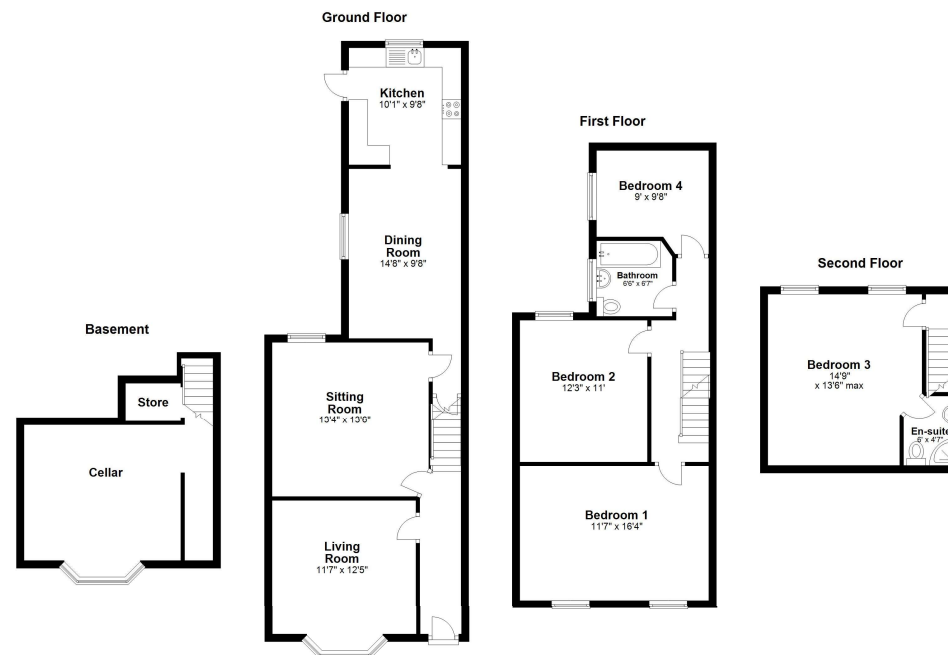 Ground Floor
Kitchen
10'1" x 9'8"
Dining
Room
14'8" x 9'8"
Sitting
Room
13'4" x 13'6"
Living
Room
11'7" x 12'5"
Basement
Store
Cellar
First Floor
Bedroom 4
9' x 9'8"
Bathroom
6'6" x 6'7"
Bedroom 2
12'3" x 11'
Bedroom 1
11'7" x 16'4"
Second Floor
Bedroom 3
14'9"
x 13'6" max
En-suite
6' x 4'7"